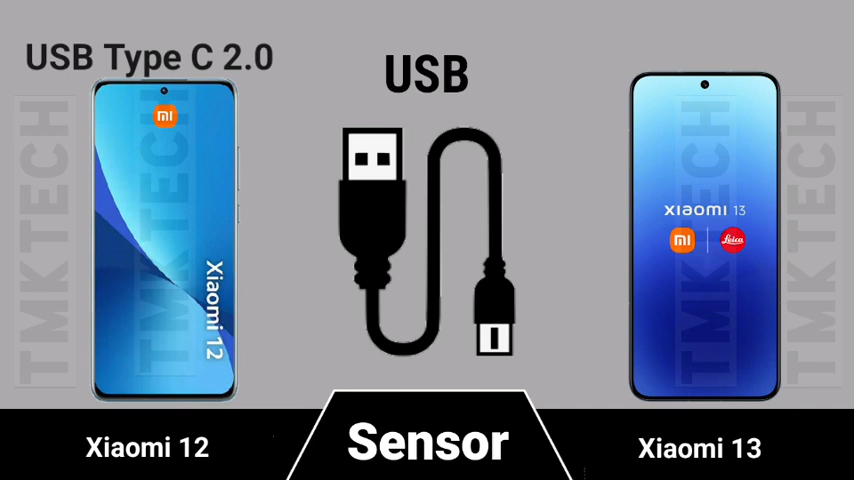 USB Type C 2.0
USB
TMKTECH
TMKTECH
TMKTECH
TMKTECH
mi
Xiaomi 12
xiaomi 13
mi
Leica
Xiaomi 12
Sensor
Xiaomi 13